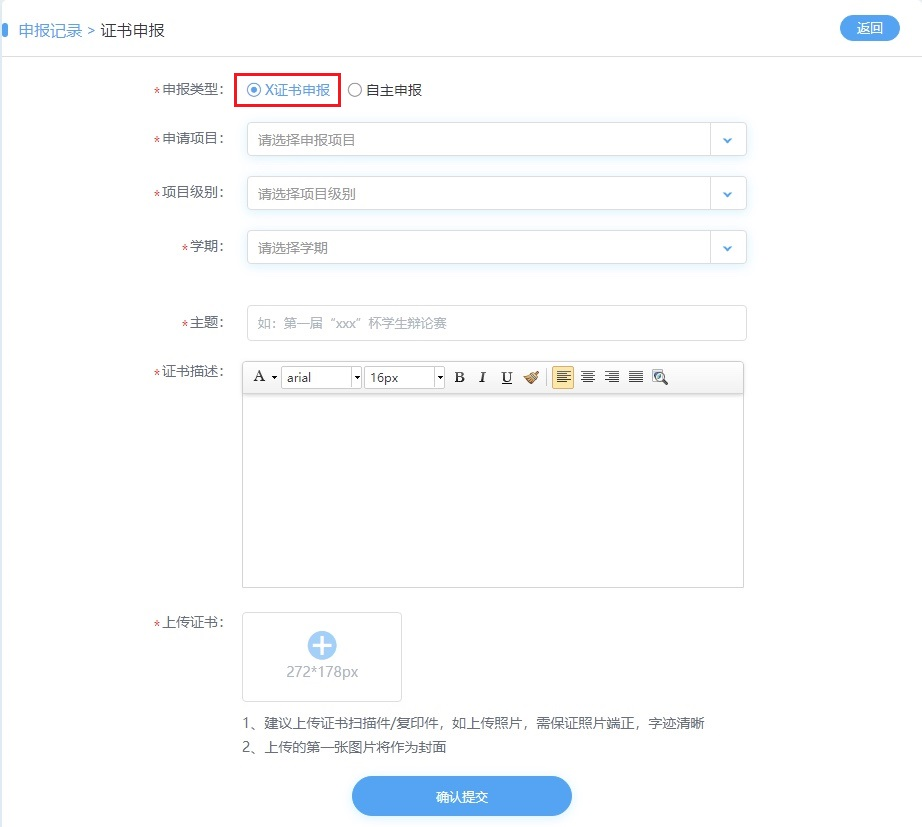 申报记录 > 证书申报 返回
*申报类型： X证书申报 自主申报
*申请项目： 请选择申报项目
*项目级别： 请选择项目级别
*学期： 请选择学期
*主题： 如：第一届“xxx”杯学生辩论赛
*证书描述： A arial 16px B I U
*上传证书：
272*178px
1、建议上传证书扫描件/复印件，如上传照片，需保证照片端正，字迹清晰
2、上传的第一张图片将作为封面
确认提交